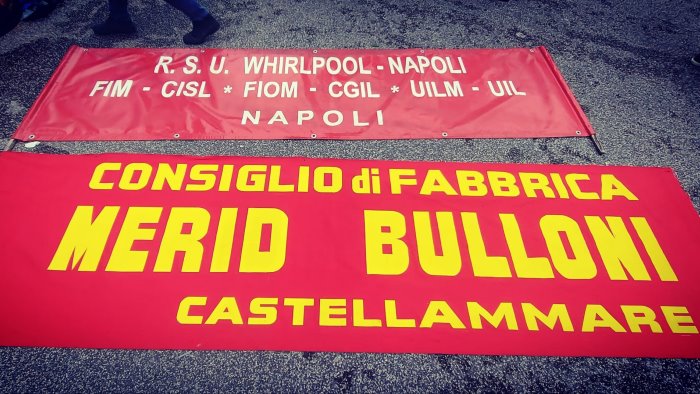 R. S. U. WHIRLPOOL - NAPOLI
FIM - CISL * FIOM - CGIL * UILM - UIL
NAPOLI
CONSIGLIO di FABBRICA
MERID BULLONI
CASTELLAMMARE